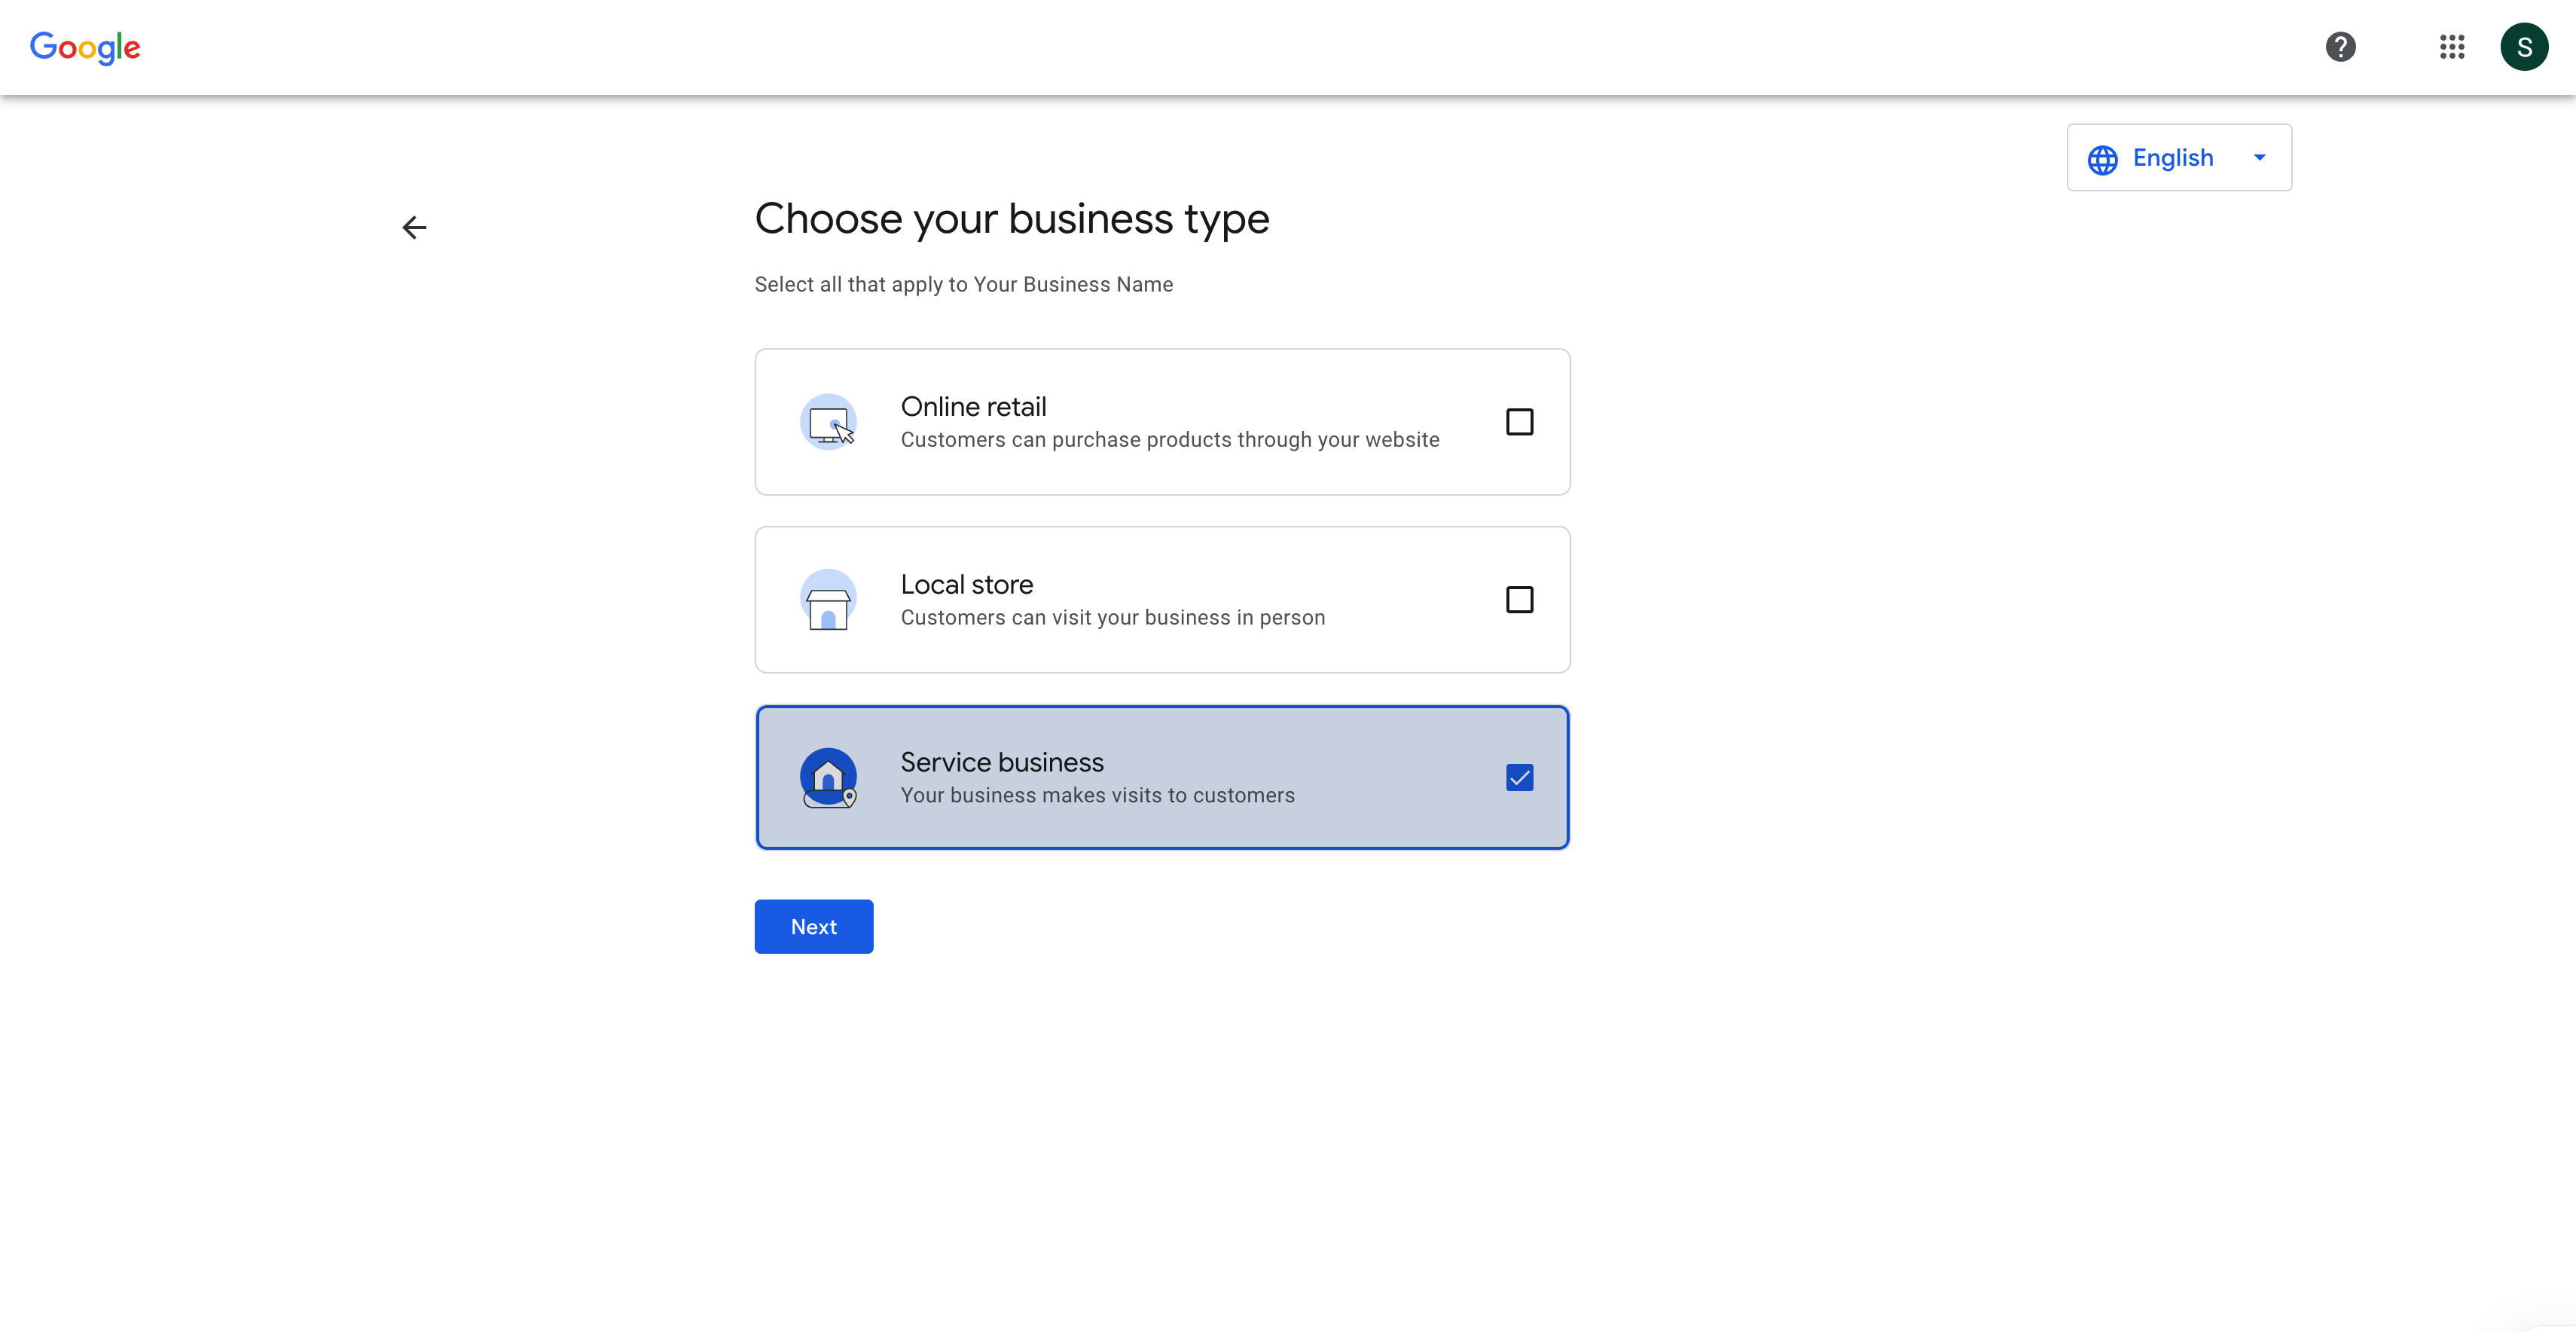 Google
S
English
Choose your business type
Select all that apply to Your Business Name
Online retail
Customers can purchase products through your website
Local store
Customers can visit your business in person
Service business
Your business makes visits to customers
Next